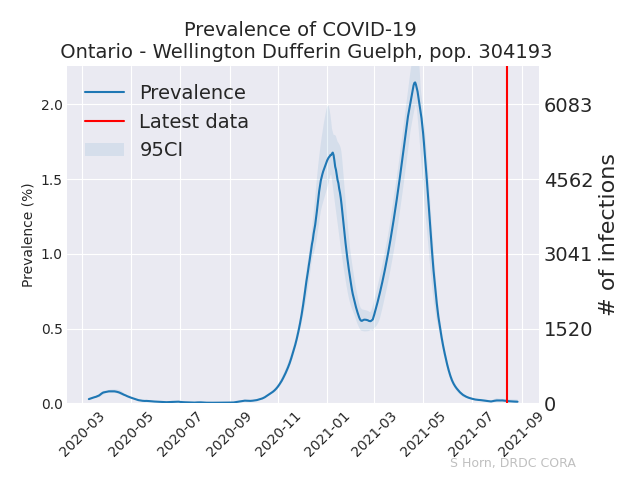 Prevalence of COVID-19
Ontario - Wellington Dufferin Guelph, pop. 304193
Prevalence
Latest data
95CI
Prevalence (%)
2.0
1.5
1.0
0.5
0.0
6083
4562
3041
1520
0
# of infections
2020-03
2020-05
2020-07
2020-09
2020-11
2021-01
2021-03
2021-05
2021-07
2021-09
S Horn, DRDC CORA